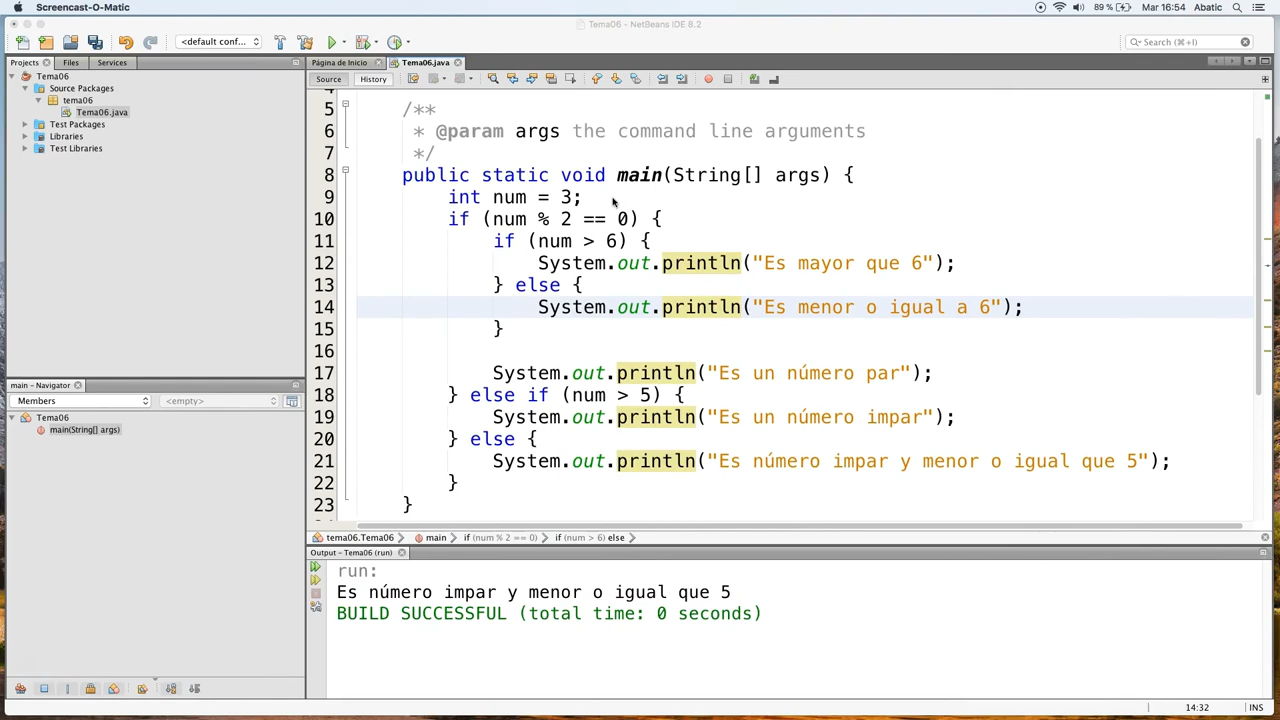 Screencast-O-Matic
89 %
Mar 16:54 Abatic
Tema06 - NetBeans IDE 8.2
<default conf...
Search (⌘+I)
Projects Files Services
Página de Inicio Tema06.java
Tema06
Source Packages
tema06
Tema06.java
Test Packages
Libraries
Test Libraries
Source History
4
5 /**
6 * @param args the command line arguments
7 */
8 public static void main(String[] args) {
9 int num = 3;
10 if (num % 2 == 0) {
11 if (num > 6) {
12 System.out.println("Es mayor que 6");
13 } else {
14 System.out.println("Es menor o igual a 6");
15 }
16
17 System.out.println("Es un número par");
18 } else if (num > 5) {
19 System.out.println("Es un número impar");
20 } else {
21 System.out.println("Es número impar y menor o igual que 5");
22 }
23 }
main - Navigator
Members <empty>
Tema06
main(String[] args)
tema06.Tema06 main if (num % 2 == 0) if (num > 6) else
Output - Tema06 (run)
run:
Es número impar y menor o igual que 5
BUILD SUCCESSFUL (total time: 0 seconds)
14:32 INS